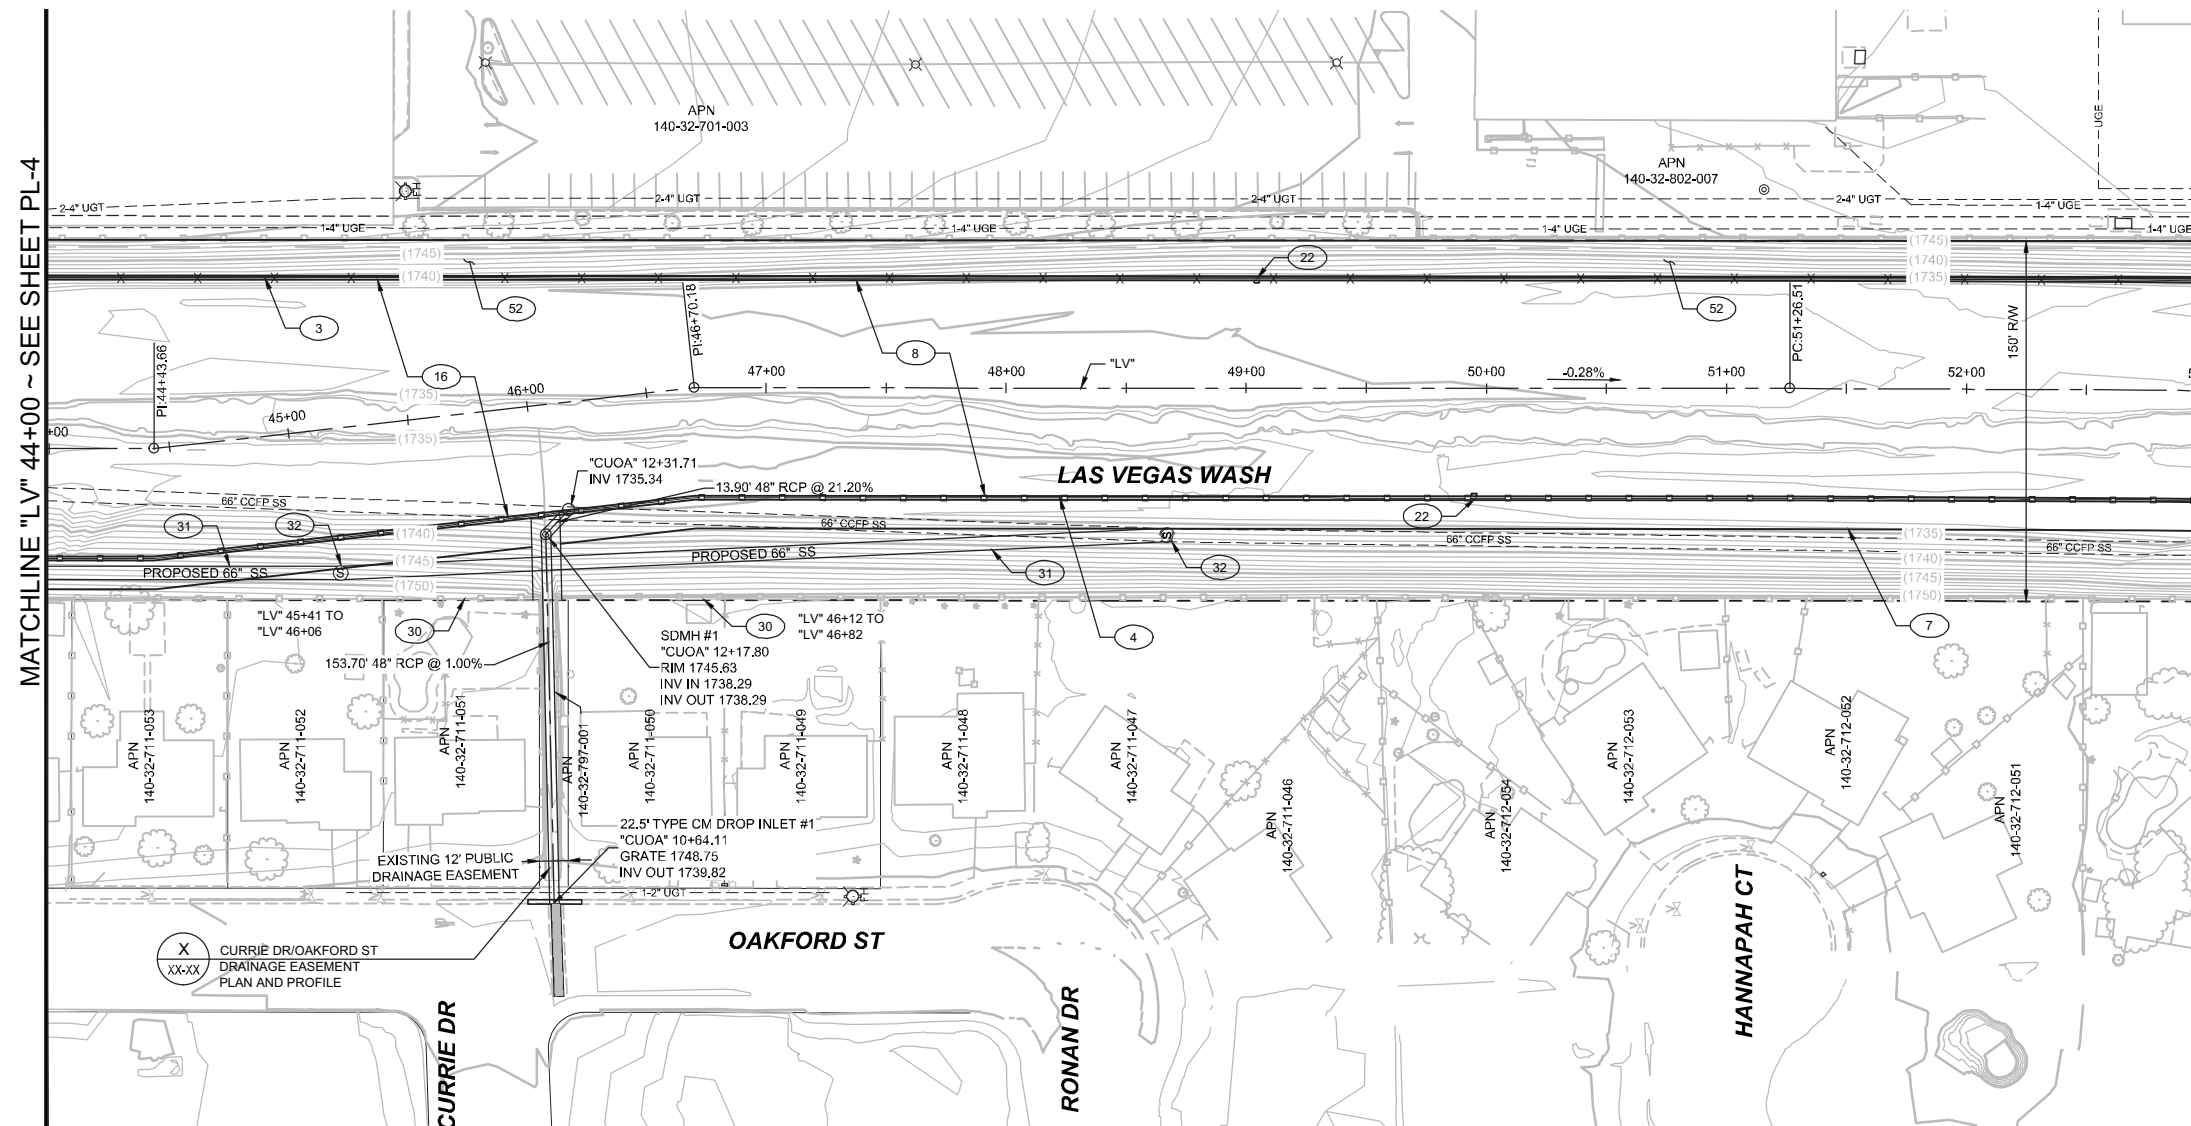 MATCHLINE "LV" 44+00 ~ SEE SHEET PL-4
APN
140-32-701-003
APN
140-32-802-007
UGE
FH
2-4" UGT
2-4" UGT
2-4" UGT
2-4" UGT
1-4" UGE
1-4" UGE
1-4" UGE
1-4" UGE
1-4" UGE
(1745)
(1740)
(1745)
(1740)
(1735)
22
52
52
3
8
16
PI:44+43.66
PI:46+70.18
PC:51+26.51
150' R/W
+00
45+00
46+00
47+00
48+00
49+00
50+00
51+00
52+00
5
"LV"
-0.28%
(1735)
(1735)
"CUOA" 12+31.71
INV 1735.34
13.90' 48" RCP @ 21.20%
LAS VEGAS WASH
66" CCFP SS
66" CCFP SS
66" CCFP SS
66" CCFP SS
31
32
22
(1740)
(1745)
(1750)
PROPOSED 66" SS
PROPOSED 66" SS
S
S
31
32
(1735)
(1740)
(1745)
(1750)
"LV" 45+41 TO
"LV" 46+06
30
30
"LV" 46+12 TO
"LV" 46+82
4
7
SDMH #1
"CUOA" 12+17.80
RIM 1745.63
INV IN 1738.29
INV OUT 1738.29
153.70' 48" RCP @ 1.00%
APN
140-32-711-053
APN
140-32-711-052
APN
140-32-711-051
APN
140-32-797-001
APN
140-32-711-050
APN
140-32-711-049
APN
140-32-711-048
APN
140-32-711-047
APN
140-32-711-046
APN
140-32-712-054
APN
140-32-712-053
APN
140-32-712-052
APN
140-32-712-051
22.5' TYPE CM DROP INLET #1
"CUOA" 10+64.11
GRATE 1748.75
INV OUT 1739.82
EXISTING 12' PUBLIC
DRAINAGE EASEMENT
1-2" UGT
FH
X
XX-XX
CURRIE DR/OAKFORD ST
DRAINAGE EASEMENT
PLAN AND PROFILE
OAKFORD ST
CURRIE DR
RONAN DR
HANNAPAH CT